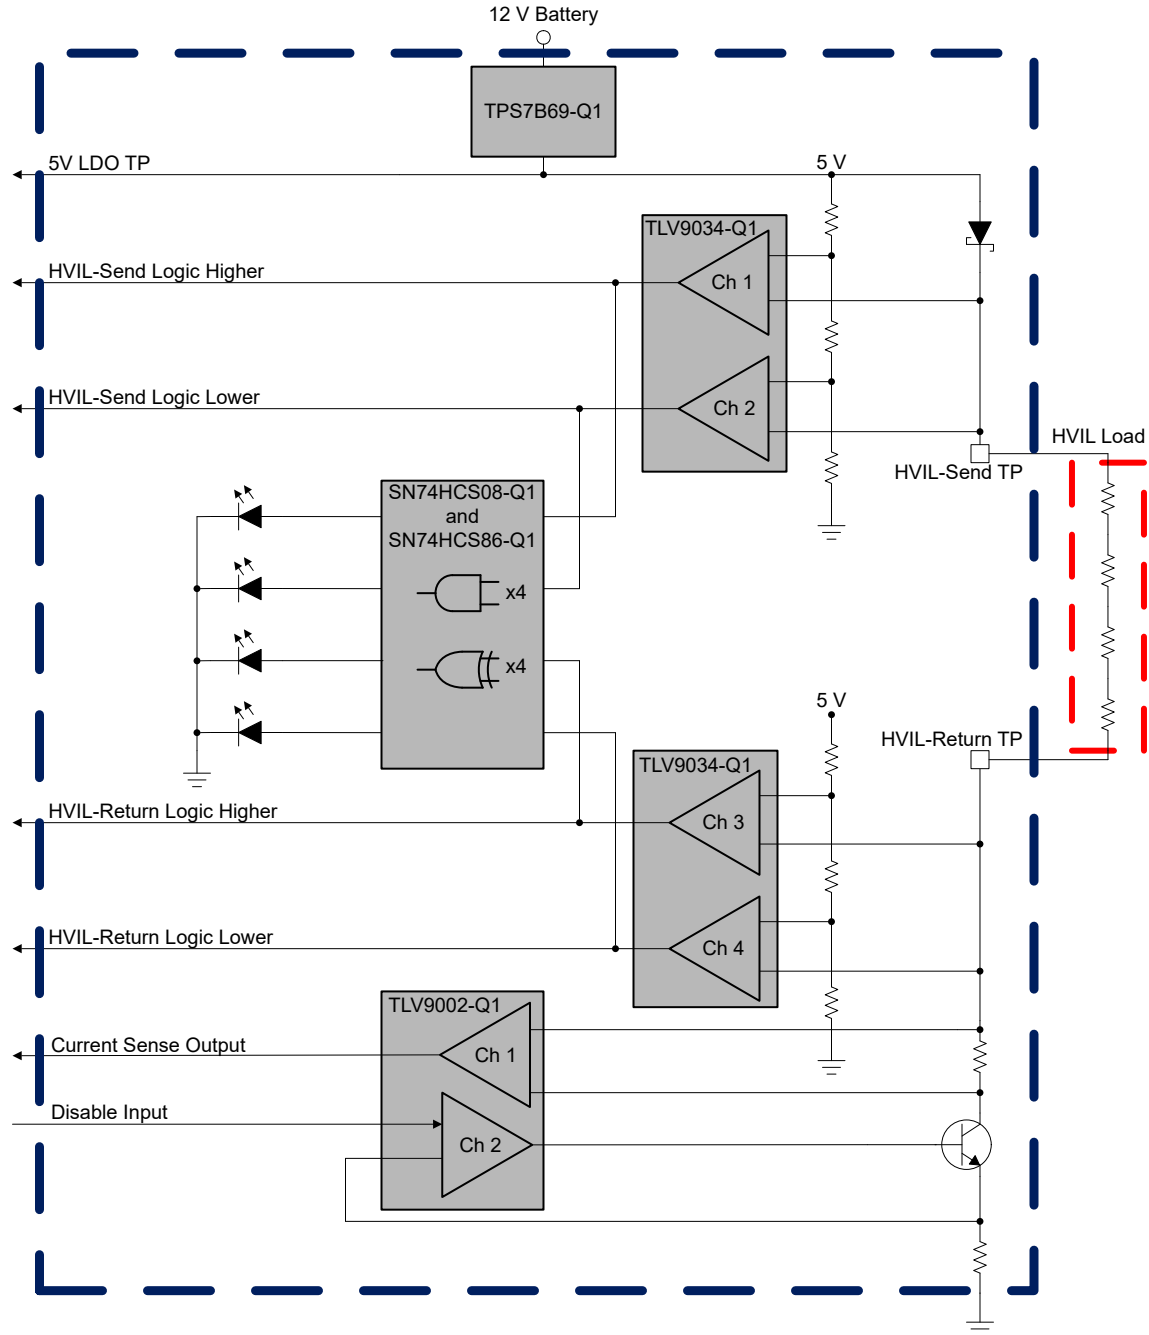 12 V Battery
TPS7B69-Q1
5V LDO TP
5 V
TLV9034-Q1
HVIL-Send Logic Higher
Ch 1
HVIL-Send Logic Lower
Ch 2
HVIL Load
HVIL-Send TP
SN74HCS08-Q1
and
SN74HCS86-Q1
x4
x4
5 V
HVIL-Return TP
TLV9034-Q1
HVIL-Return Logic Higher
Ch 3
HVIL-Return Logic Lower
Ch 4
TLV9002-Q1
Current Sense Output
Ch 1
Disable Input
Ch 2